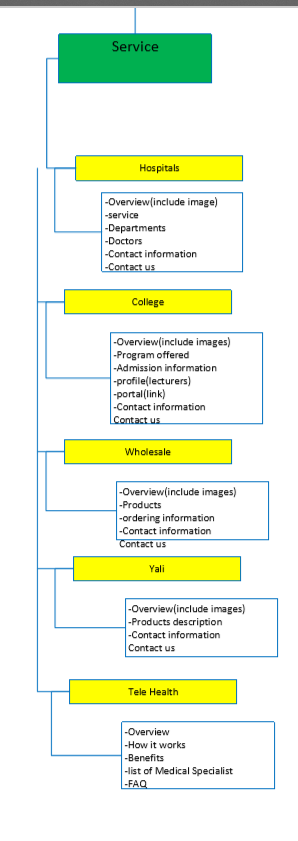 Service
Hospitals
-Overview(include image)
-service
-Departments
-Doctors
-Contact information
-Contact us
College
-Overview(include images)
-Program offered
-Admission information
-profile(lecturers)
-portal(link)
-Contact information
Contact us
Wholesale
-Overview(include images)
-Products
-ordering information
-Contact information
Contact us
Yali
-Overview(include images)
-Products description
-Contact information
Contact us
Tele Health
-Overview
-How it works
-Benefits
-list of Medical Specialist
-FAQ